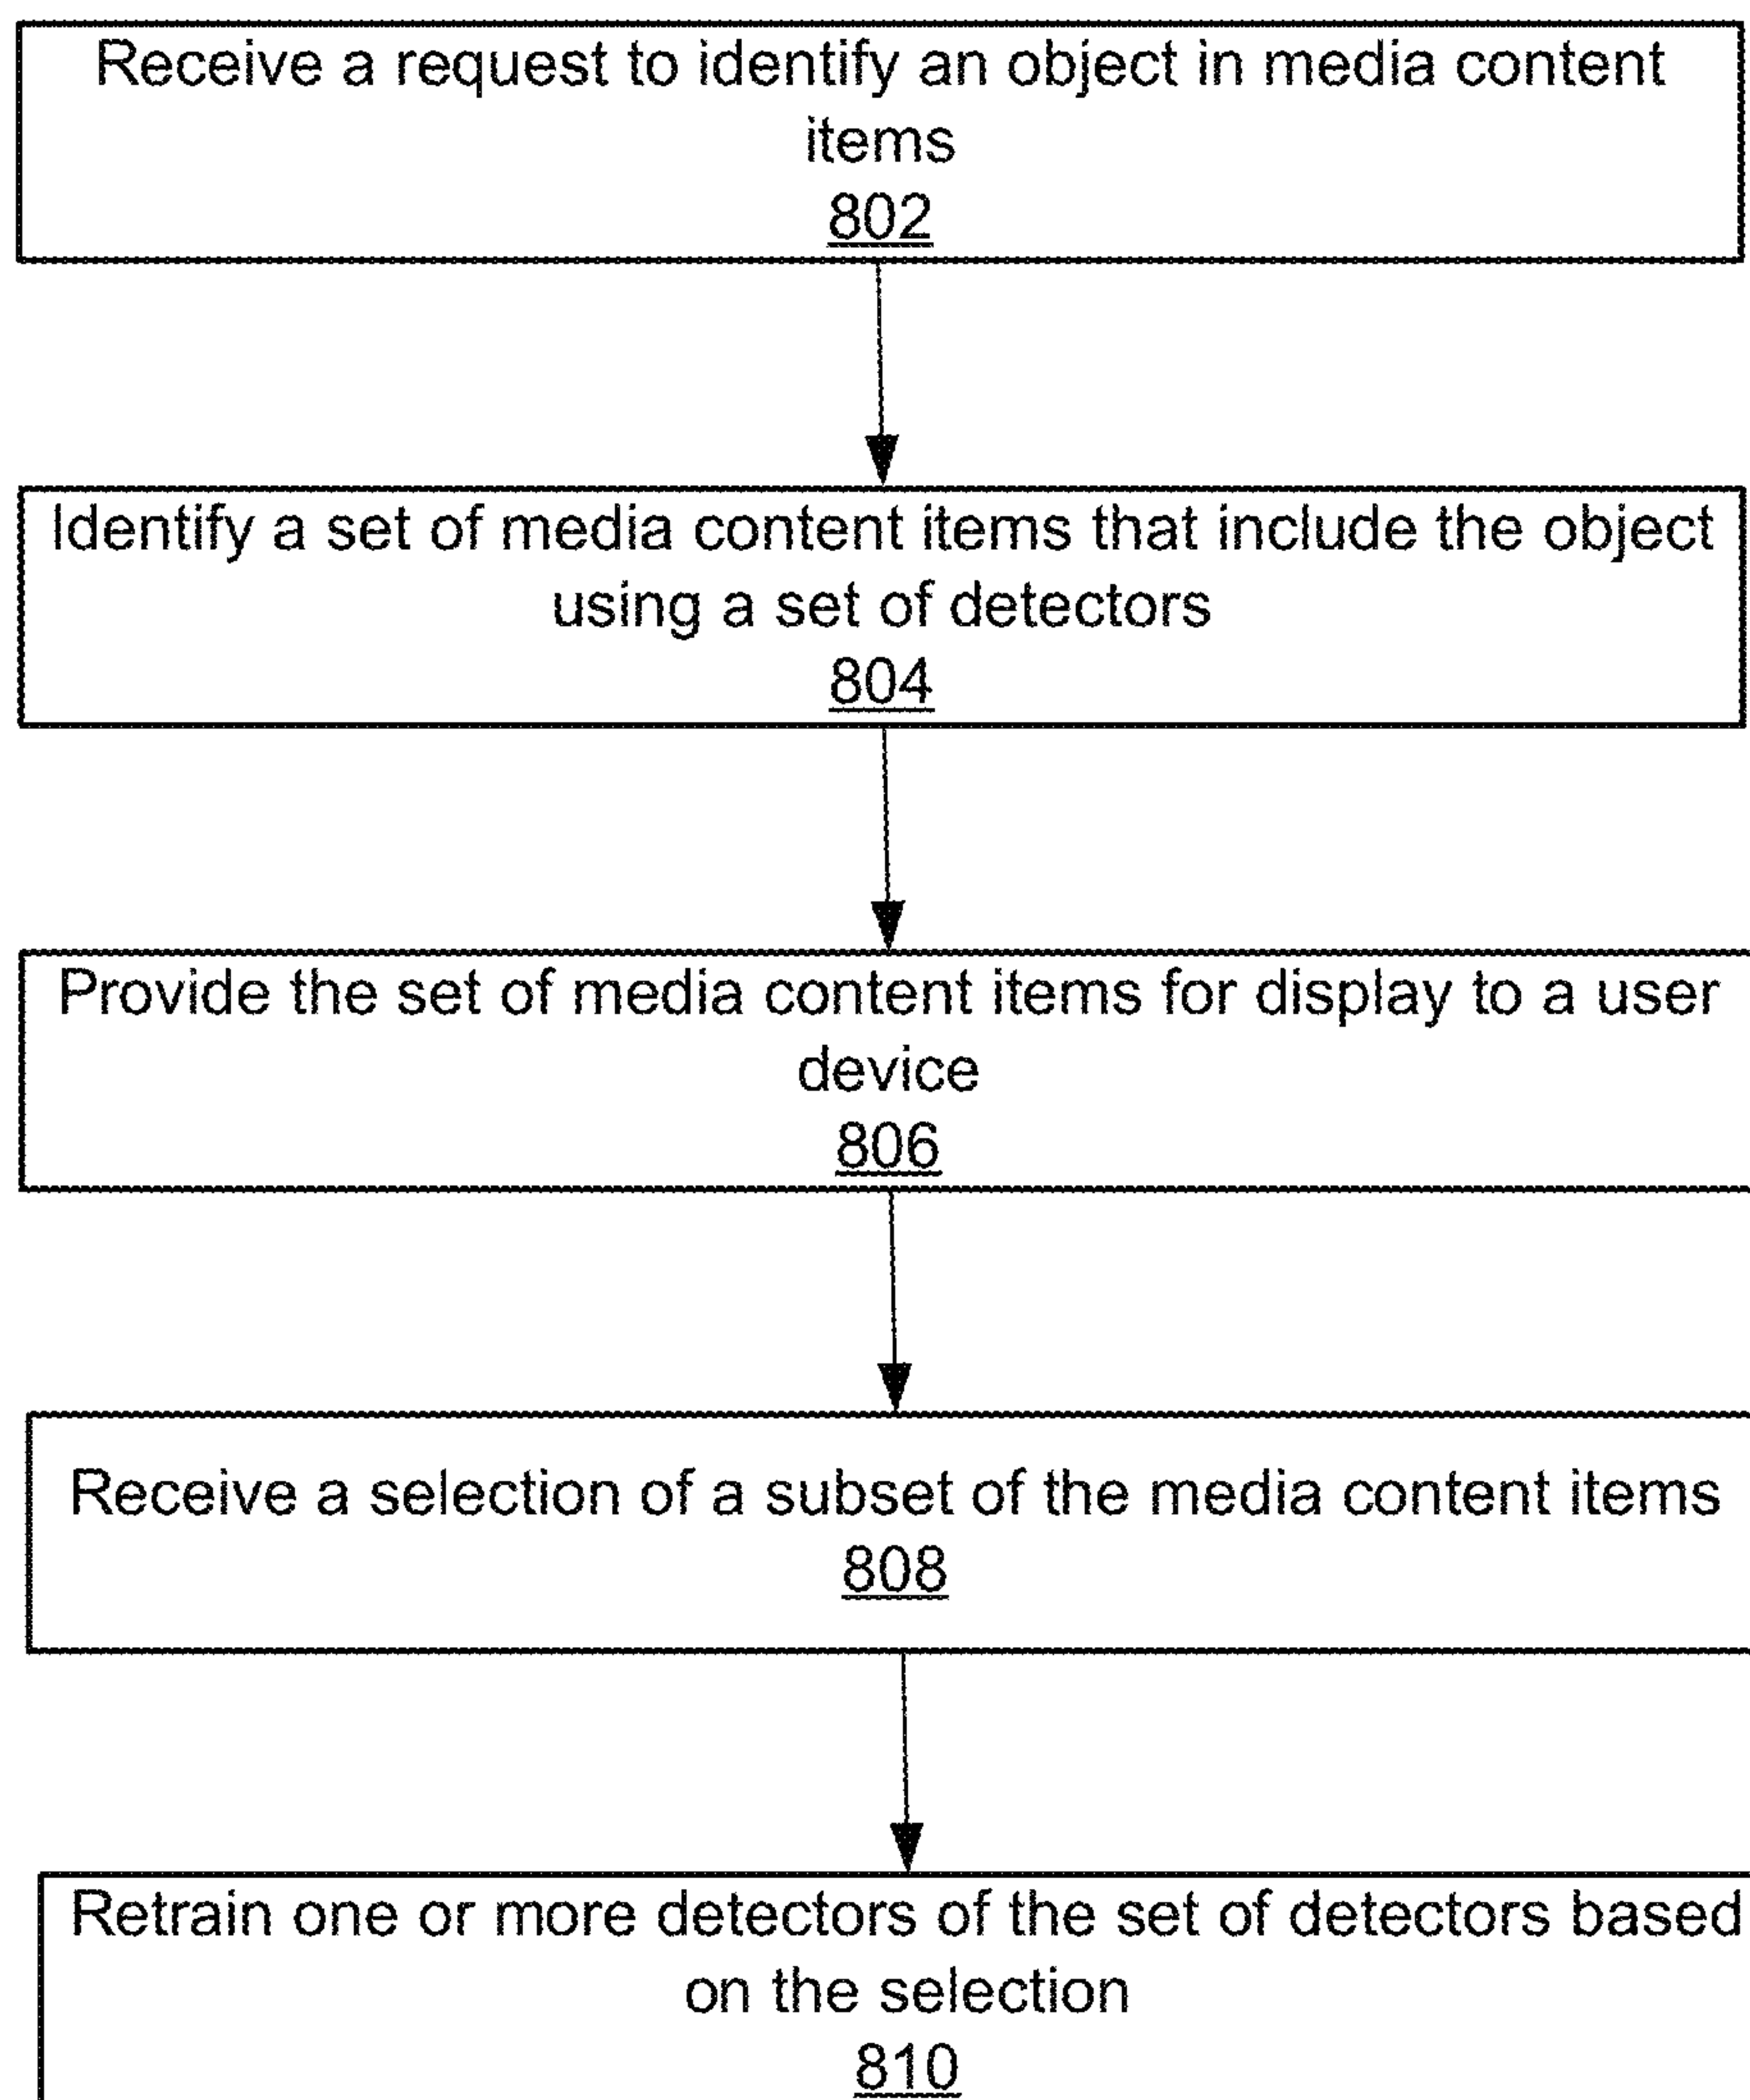 Receive a request to identify an object in media content
items
802
Identify a set of media content items that include the object
using a set of detectors
804
Provide the set of media content items for display to a user
device
806
Receive a selection of a subset of the media content items
808
Retrain one or more detectors of the set of detectors based
on the selection
810